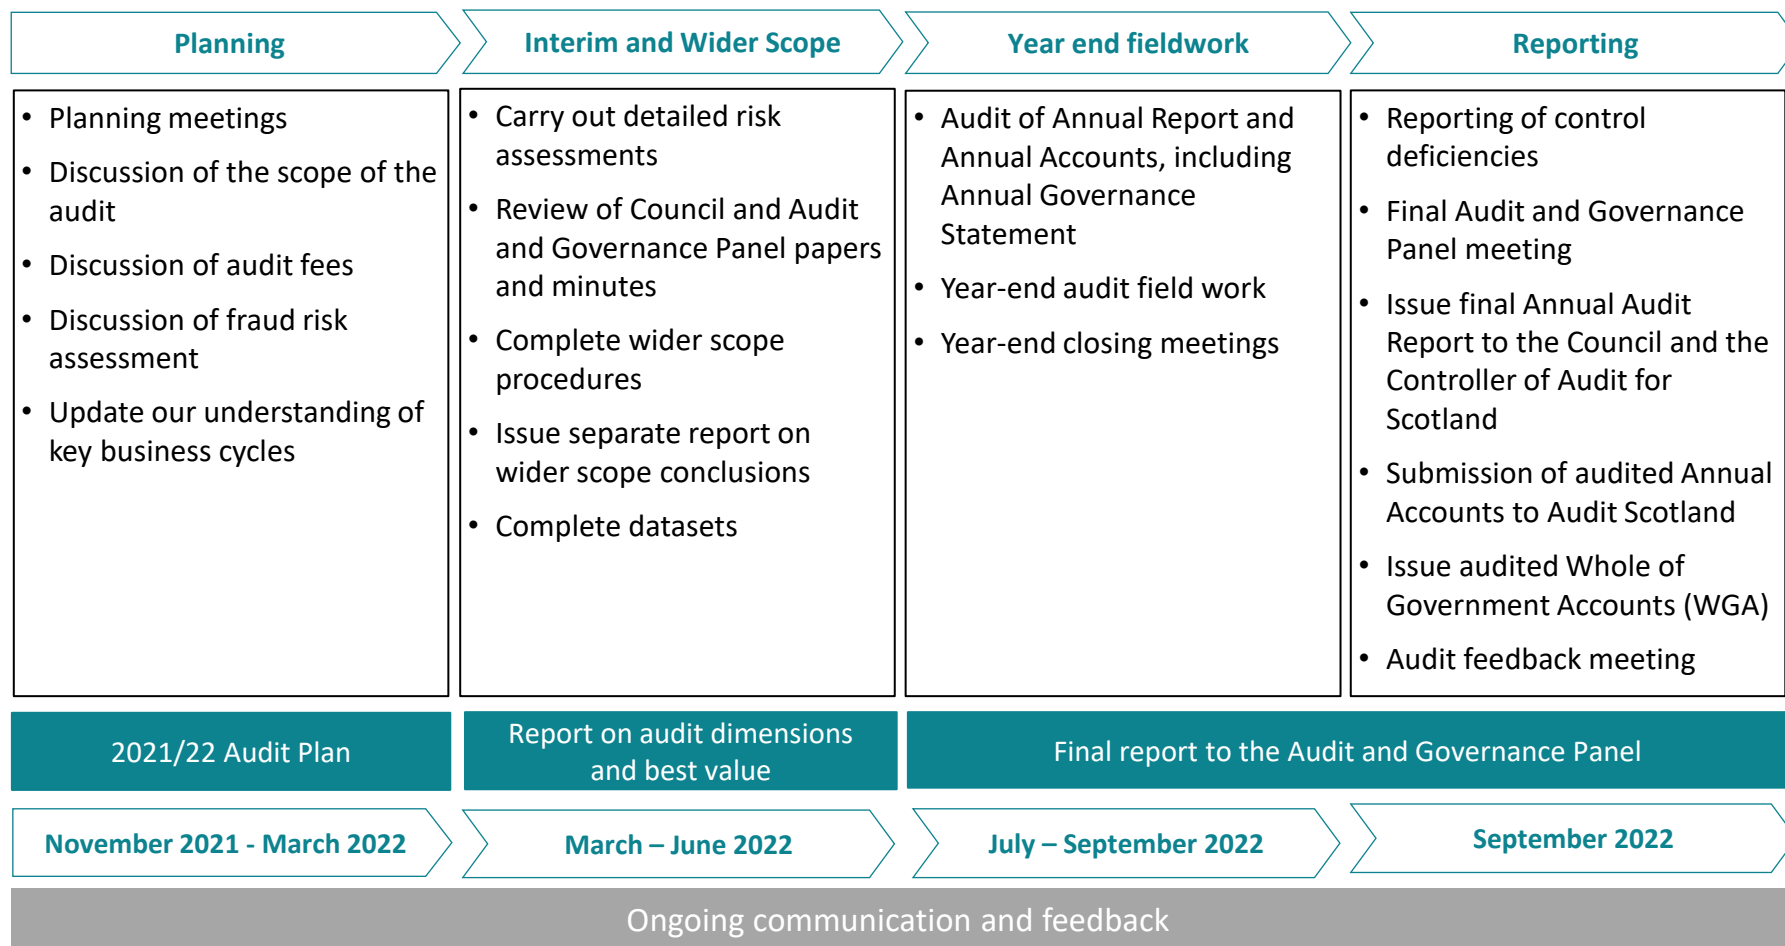 Planning
Interim and Wider Scope
Year end fieldwork
Reporting
• Planning meetings
• Discussion of the scope of the
audit
• Discussion of audit fees
• Discussion of fraud risk
assessment
• Update our understanding of
key business cycles
• Carry out detailed risk
assessments
• Review of Council and Audit
and Governance Panel papers
and minutes
• Complete wider scope
procedures
• Issue separate report on
wider scope conclusions
• Complete datasets
• Audit of Annual Report and
Annual Accounts, including
Annual Governance
Statement
• Year-end audit field work
• Year-end closing meetings
• Reporting of control
deficiencies
• Final Audit and Governance
Panel meeting
• Issue final Annual Audit
Report to the Council and the
Controller of Audit for
Scotland
• Submission of audited Annual
Accounts to Audit Scotland
• Issue audited Whole of
Government Accounts (WGA)
• Audit feedback meeting
2021/22 Audit Plan
Report on audit dimensions
and best value
Final report to the Audit and Governance Panel
November 2021 - March 2022
March – June 2022
July – September 2022
September 2022
Ongoing communication and feedback